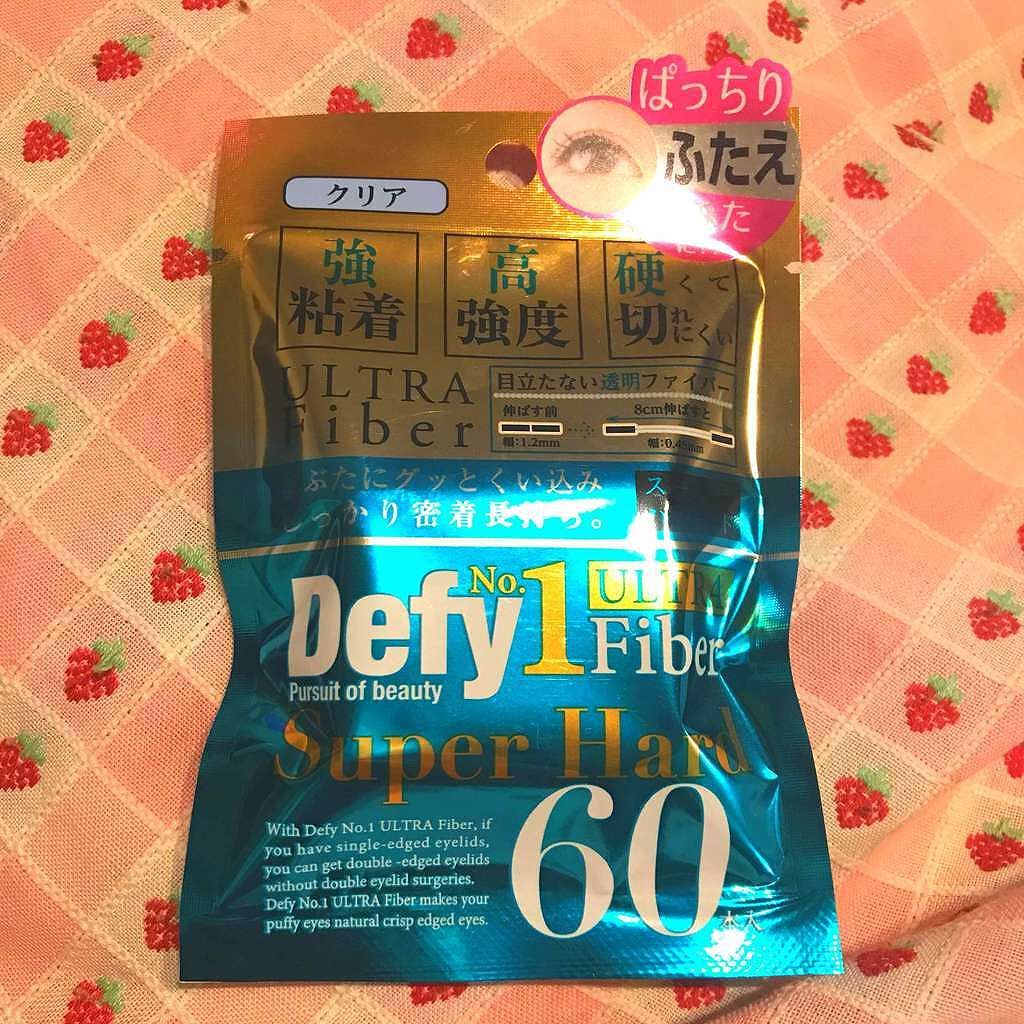 ぱっちり
ふたえ
クリア
強
粘着
高
強度
硬くて
切れにくい
ULTRA
Fiber
目立たない透明ファイバー
伸ばす前
8cm伸ばすと
幅:1.2mm
ぶたにグッとくい込み
しっかり密着長持ち。
Defy No.1 ULTRA Fiber
Pursuit of beauty
Super Hard
With Defy No.1 ULTRA Fiber, if
you have single-edged eyelids,
you can get double -edged eyelids
without double eyelid surgeries.
Defy No.1 ULTRA Fiber makes your
puffy eyes natural crisp edged eyes.
60
本入